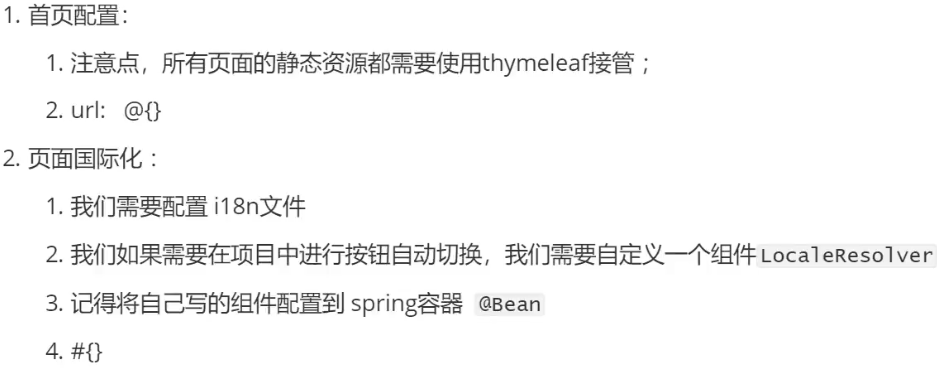 1. 首页配置：
1. 注意点，所有页面的静态资源都需要使用thymeleaf接管；
2. url: @{}
2. 页面国际化：
1. 我们需要配置 i18n文件
2. 我们如果需要在项目中进行按钮自动切换，我们需要自定义一个组件LocaleResolver
3. 记得将自己写的组件配置到 spring容器 @Bean
4. #{}